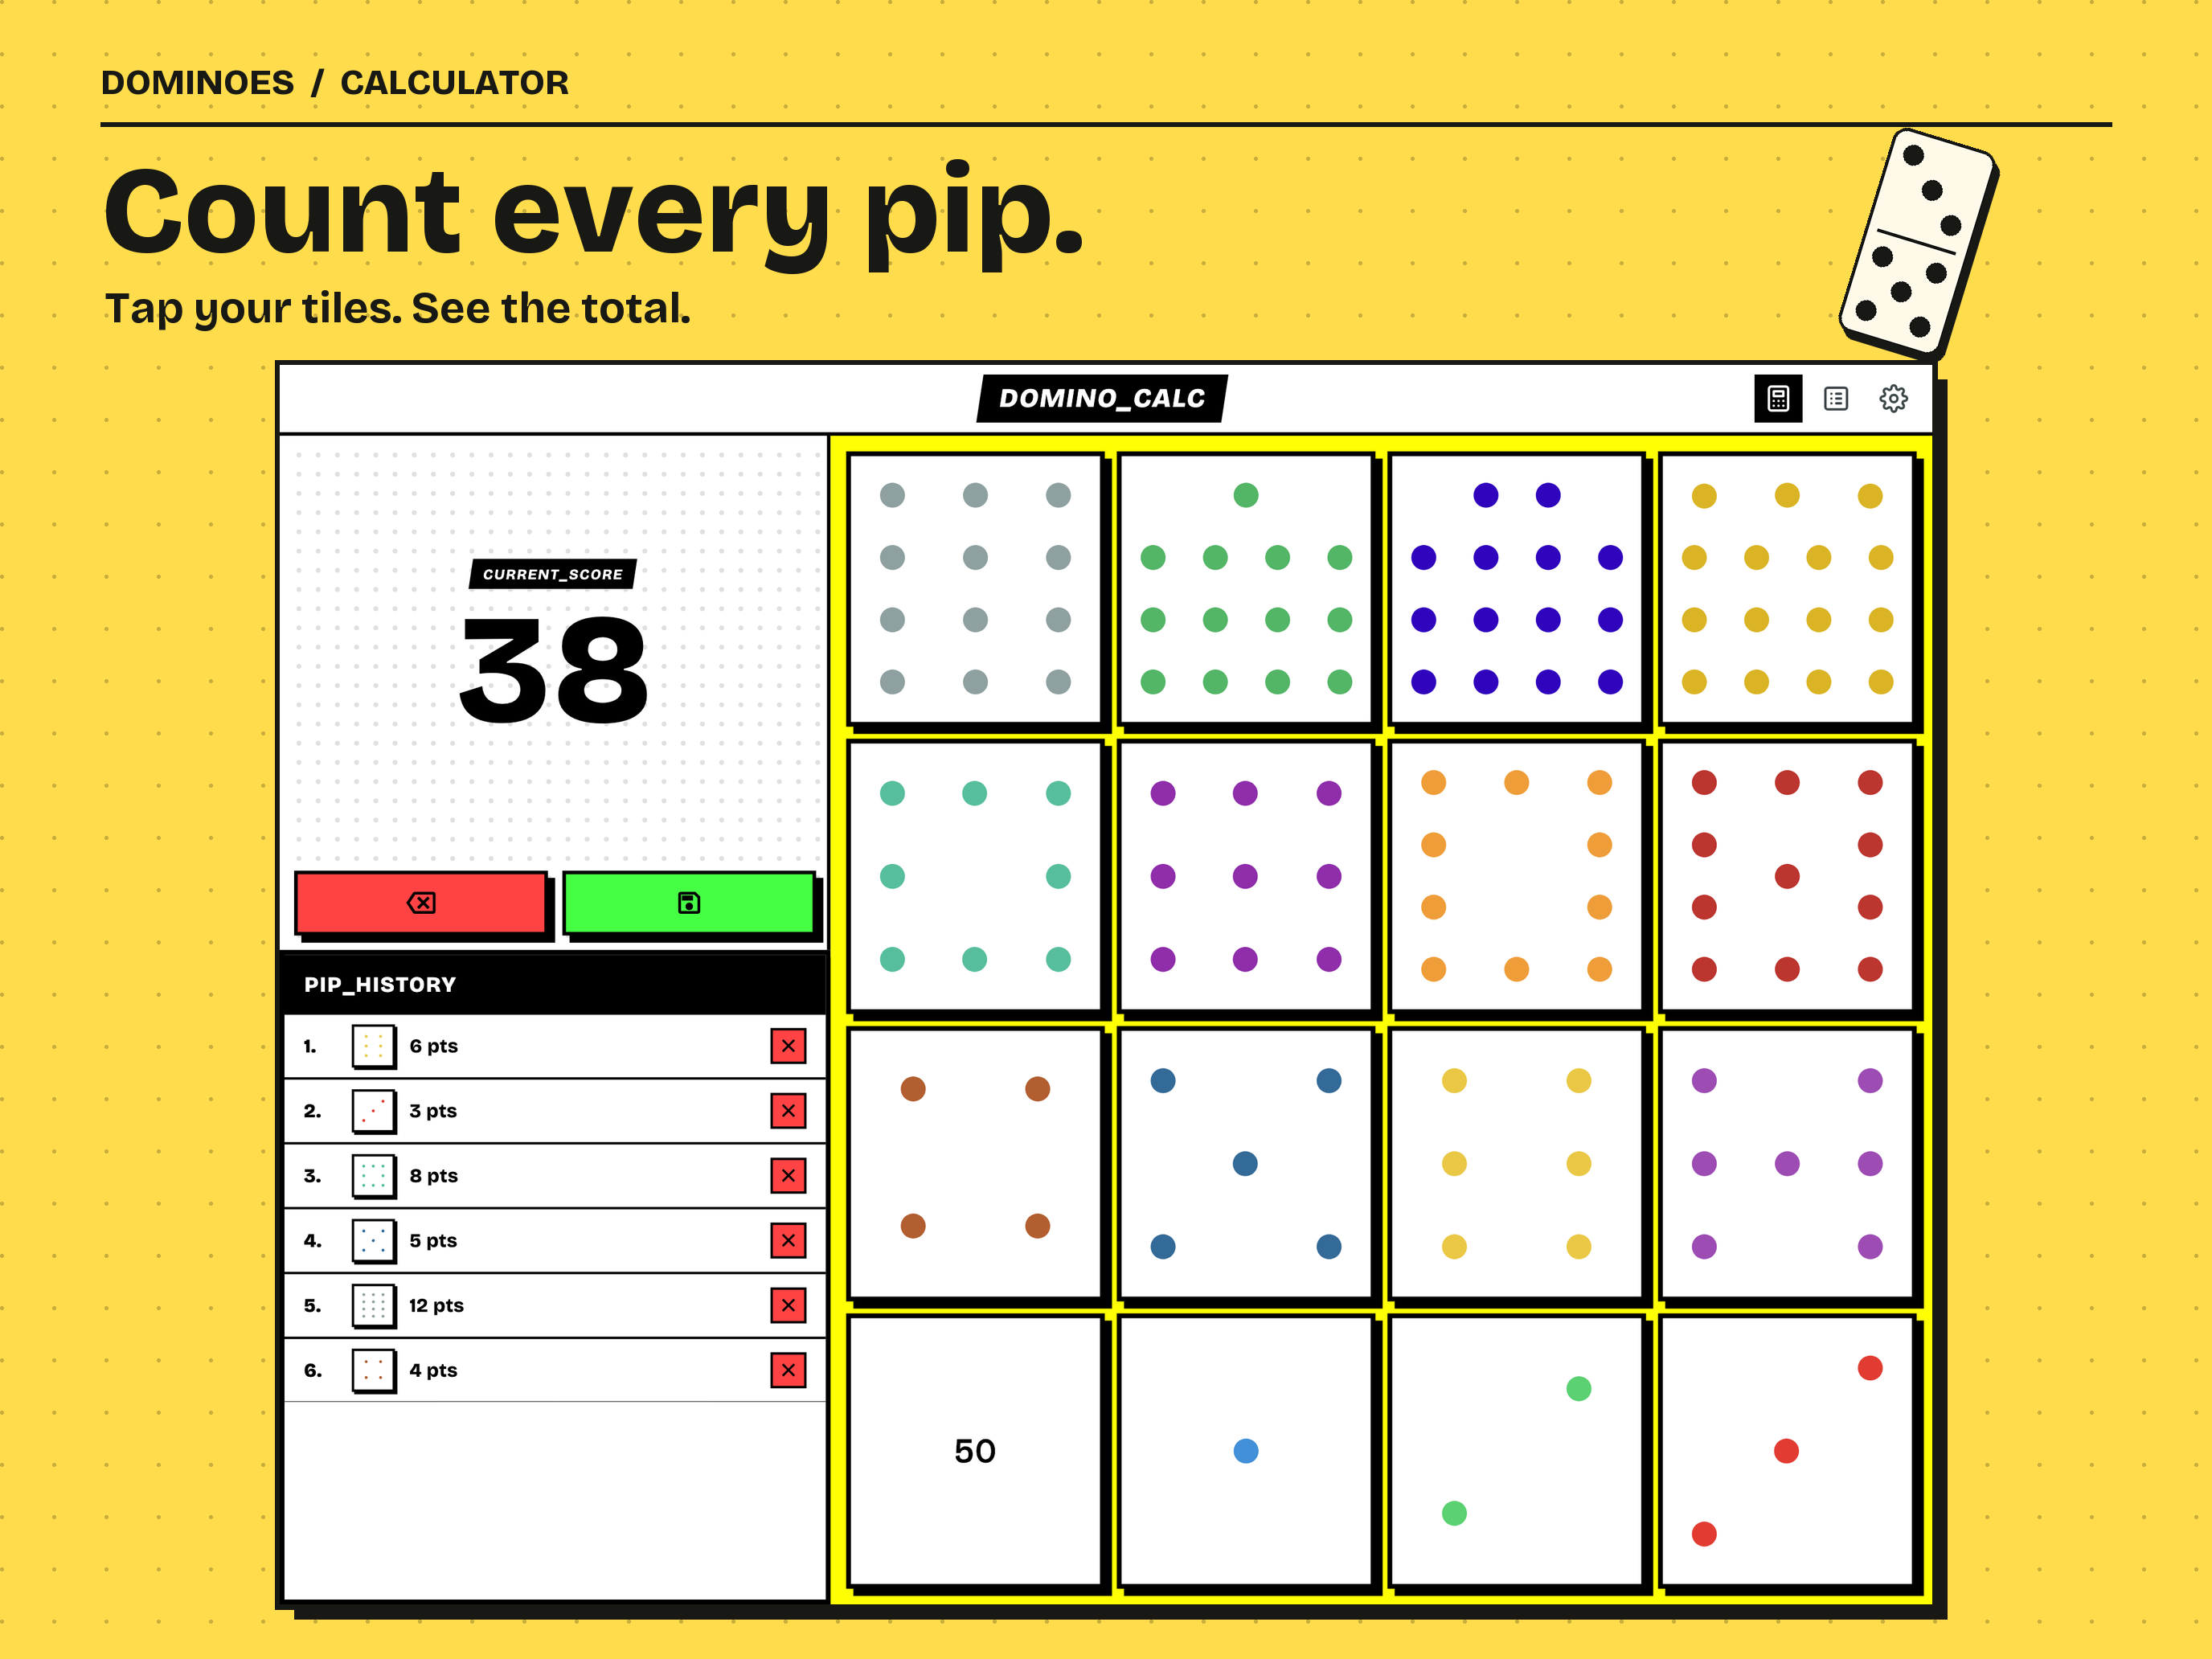 DOMINOES / CALCULATOR
Count every pip.
Tap your tiles. See the total.
DOMINO_CALC
CURRENT_SCORE
38
PIP_HISTORY
1. 6 pts
2. 3 pts
3. 8 pts
4. 5 pts
5. 12 pts
6. 4 pts
50